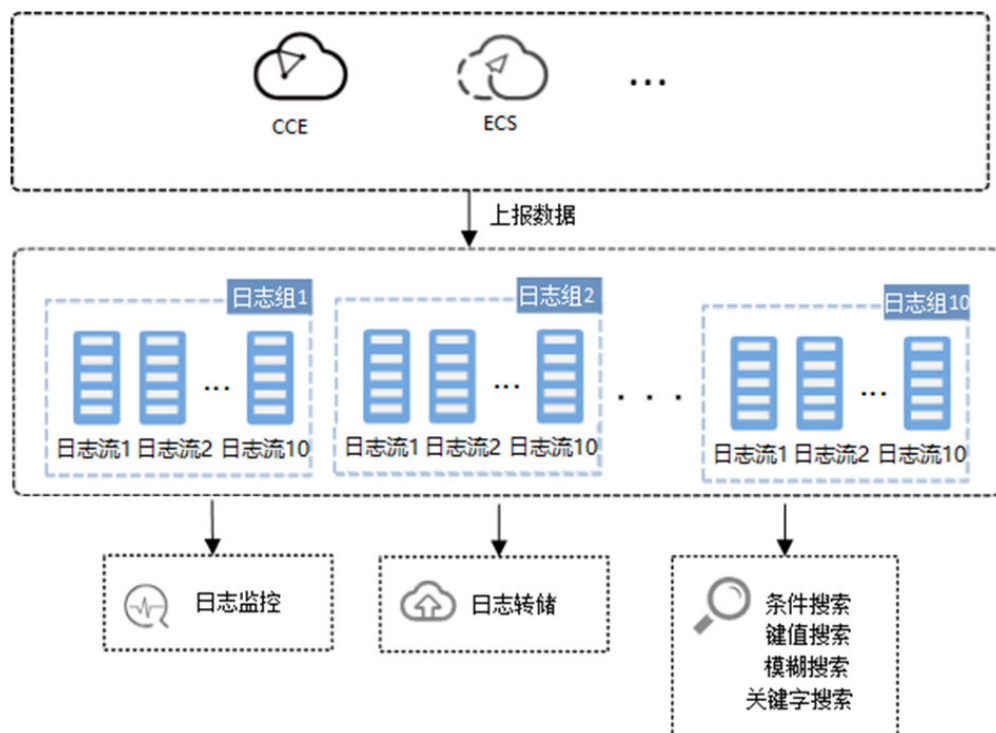 CCE
ECS
...
上报数据
日志组1
日志组2
日志组10
...
...
...
. . .
日志流1 日志流2 日志流10
日志流1 日志流2 日志流10
日志流1 日志流2 日志流10
日志监控
日志转储
条件搜索
键值搜索
模糊搜索
关键字搜索